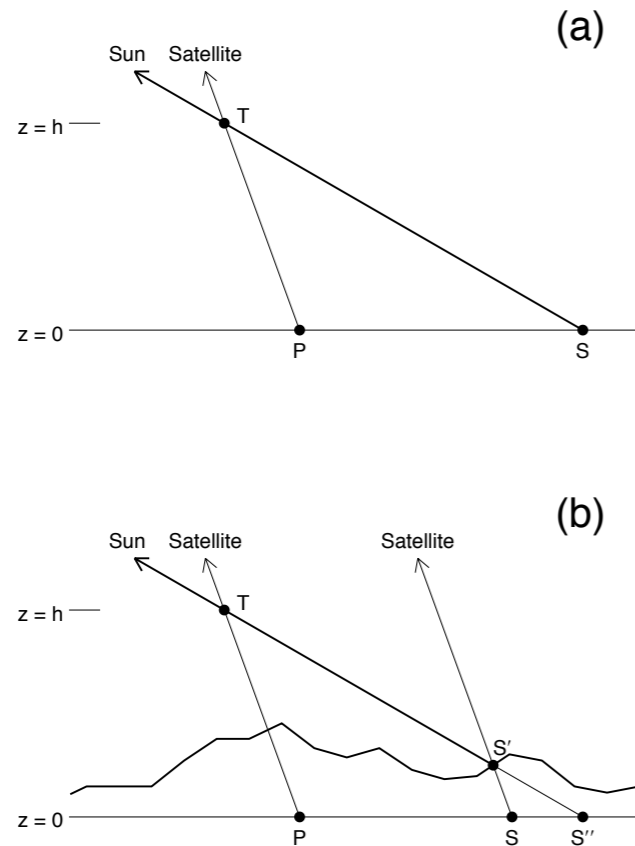 (a)
Sun Satellite
T
z = h
z = 0
P S
(b)
Sun Satellite Satellite
T
z = h
S′
z = 0
P S S′′